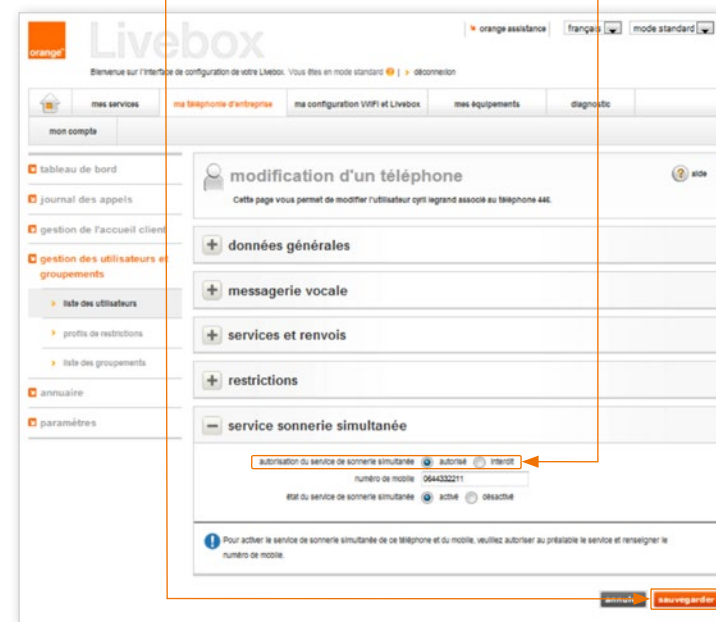 orange assistance français mode standard
orange™
Livebox
Bienvenue sur l'interface de configuration de votre Livebox. Vous êtes en mode standard ? | déconnexion
mes services ma téléphonie d'entreprise ma configuration WIFI et Livebox mes équipements diagnostic
mon compte
tableau de bord
journal des appels
gestion de l'accueil client
gestion des utilisateurs et
groupements
liste des utilisateurs
profils de restrictions
liste des groupements
annuaire
paramètres
modification d'un téléphone
? aide
Cette page vous permet de modifier l'utilisateur cyril legrand associé au téléphone 446.
données générales
messagerie vocale
services et renvois
restrictions
service sonnerie simultanée
autorisation du service de sonnerie simultanée autorisé interdit
numéro de mobile 0644332211
état du service de sonnerie simultanée activé désactivé
Pour activer le service de sonnerie simultanée de ce téléphone et du mobile, veuillez autoriser au préalable le service et renseigner le
numéro de mobile.
annuler sauvegarder